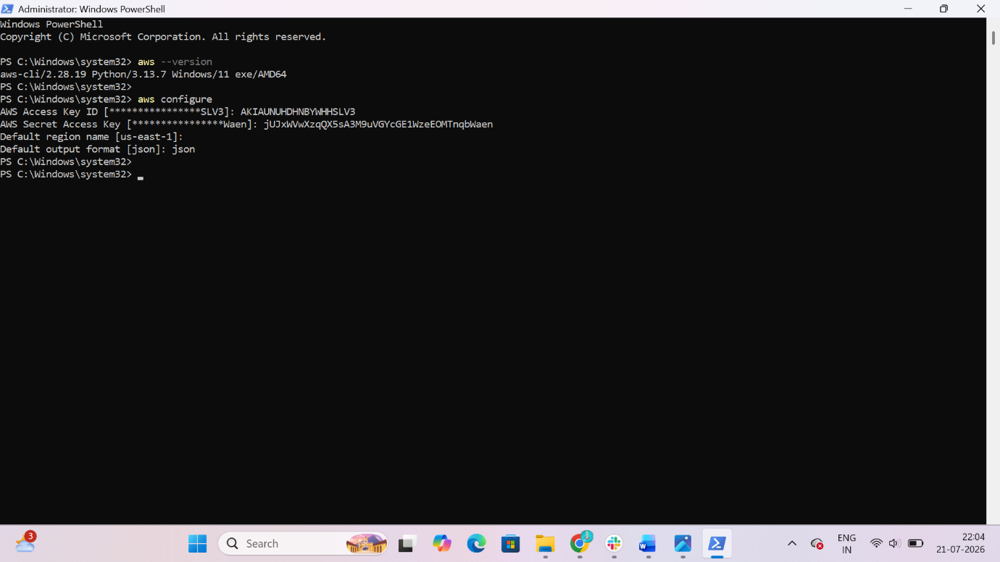 Administrator: Windows PowerShell
Windows PowerShell
Copyright (C) Microsoft Corporation. All rights reserved.
PS C:\Windows\system32> aws --version
aws-cli/2.28.19 Python/3.13.7 Windows/11 exe/AMD64
PS C:\Windows\system32>
PS C:\Windows\system32> aws configure
AWS Access Key ID [****************SLV3]: AKIAUNUHDHNBYWHHSLV3
AWS Secret Access Key [****************Waen]: 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
Default region name [us-east-1]:
Default output format [json]: json
PS C:\Windows\system32>
PS C:\Windows\system32>
3
Search
ENG
IN
22:04
21-07-2026